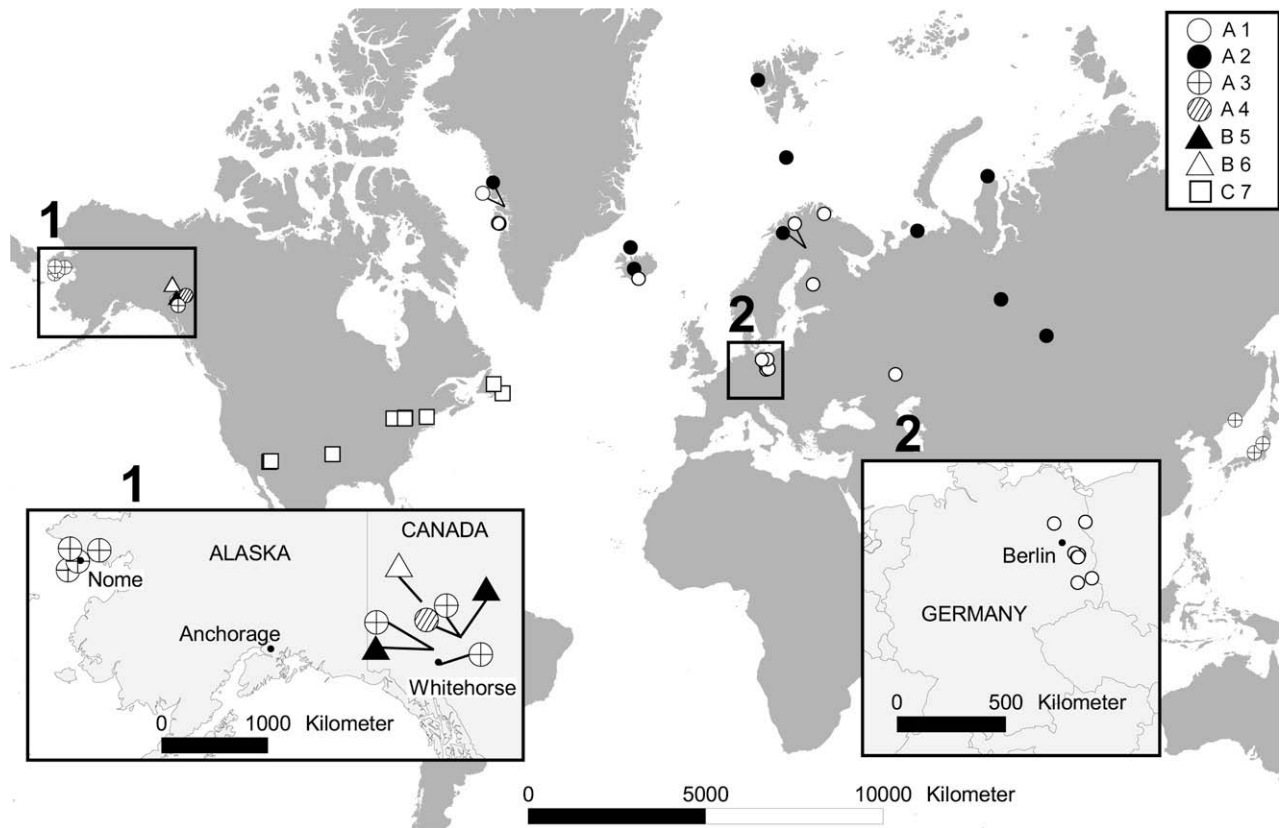 A 1
A 2
A 3
A 4
B 5
B 6
C 7
1
2
2
1
ALASKA
CANADA
Nome
Anchorage
Whitehorse
0 1000 Kilometer
Berlin
GERMANY
0 500 Kilometer
0 5000 10000 Kilometer